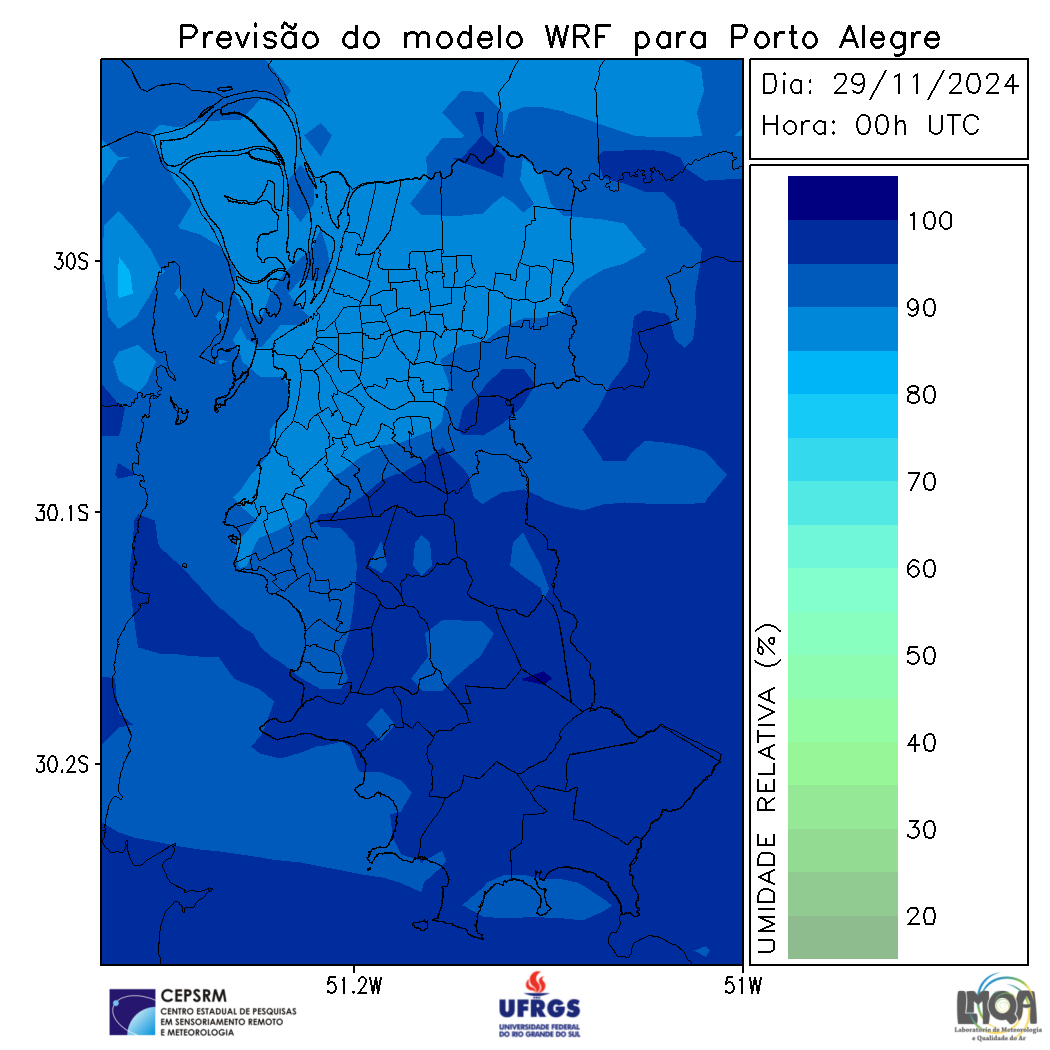 Previsão do modelo WRF para Porto Alegre
Dia: 29/11/2024
Hora: 00h UTC
30S
30.1S
30.2S
51.2W
51W
UMIDADE RELATIVA (%)
100
90
80
70
60
50
40
30
20
CEPSRM
CENTRO ESTADUAL DE PESQUISAS
EM SENSORIAMENTO REMOTO
E METEOROLOGIA
UFRGS
UNIVERSIDADE FEDERAL
DO RIO GRANDE DO SUL
LMQA
Laboratório de Meteorologia
e Qualidade do Ar